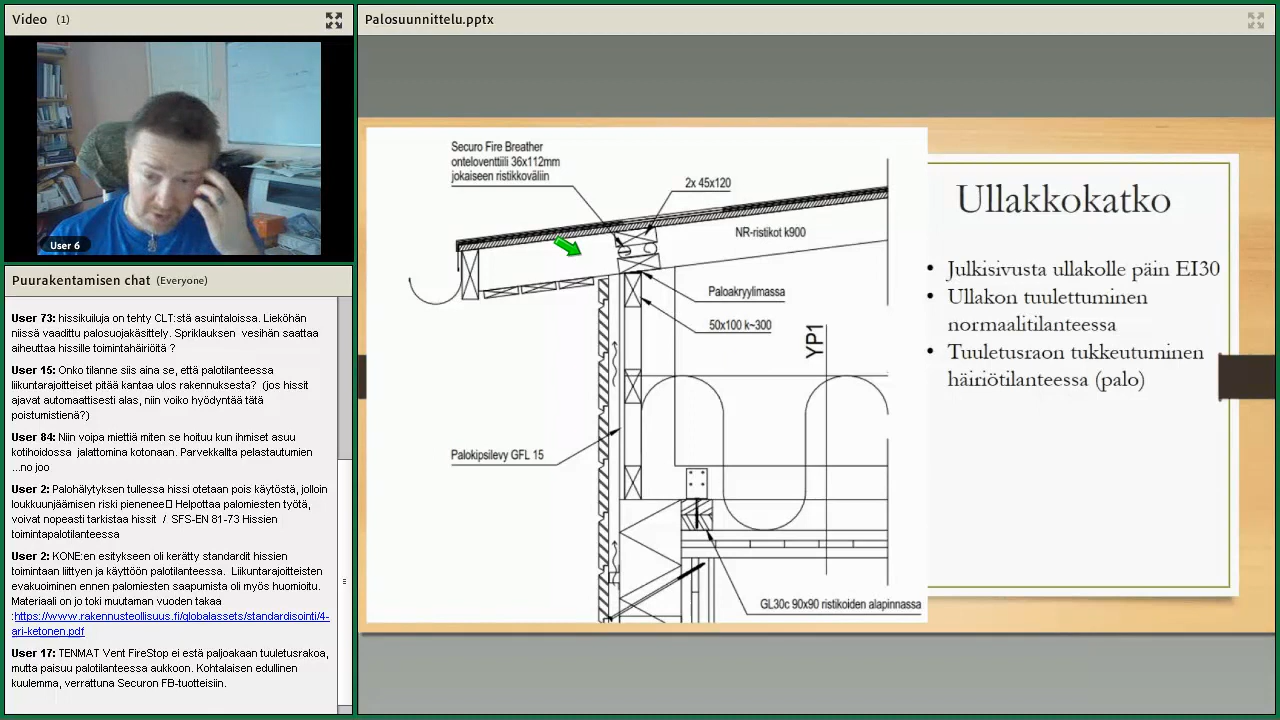 Video (1)
User 6
Puurakentamisen chat (Everyone)
User 73: hissikuiluja on tehty CLT:stä asuintaloissa. Lieköhän
niissä vaadittu palosuojakäsittely. Spriklauksen vesihän saattaa
aiheuttaa hissille tomintahäiriöitä ?
User 15: Onko tilanne siis aina se, että palotilanteessa
liikuntarajoitteiset pitää kantaa ulos rakennuksesta? (jos hissit
ajavat automaattisesti alas, niin voiko hyödyntää tätä
poistumistienä?)
User 84: Niin voipa miettiä miten se hoituu kun ihmiset asuu
kotihoidossa jalattomina kotonaan. Parvekkallta pelastautumien
...no joo
User 2: Palohälytyksen tullessa hissi otetaan pois käytöstä, jolloin
loukkuunjäämisen riski pienenee Helpottaa palomiesten työtä,
voivat nopeasti tarkistaa hissit / SFS-EN 81-73 Hissien
toimintapalotilanteessa
User 2: KONE:en esitykseen oli kerätty standardit hissien
tomintaan liittyen ja käyttöön palotilanteessa. Liikuntarajoitteisten
evakuoiminen ennen palomiesten saapumista oli myös huomioitu.
Materiaali on jo toki muutaman vuoden takaa
:https://www.rakennusteollisuus.fi/globalassets/standardisointi/4-
ari-ketonen.pdf
User 17: TENMAT Vent FireStop ei estä paljoakaan tuuletusrakoa,
mutta paisuu palotilanteessa aukkoon. Kohtalaisen edullinen
kuulemma, verrattuna Securon FB-tuotteisiin.
Palosuunnittelu.pptx
Securo Fire Breather
onteloventtiili 36x112mm
jokaiseen ristikkoväliin
2x 45x120
NR-ristikot k900
Paloakryylimassa
50x100 k~300
YP1
Palokipsilevy GFL 15
GL30c 90x90 ristikoiden alapinnassa
Ullakkokatko
• Julkisivusta ullakolle päin EI30
• Ullakon tuulettuminen
normaalitilanteessa
• Tuuletusraon tukkeutuminen
häiriötilanteessa (palo)